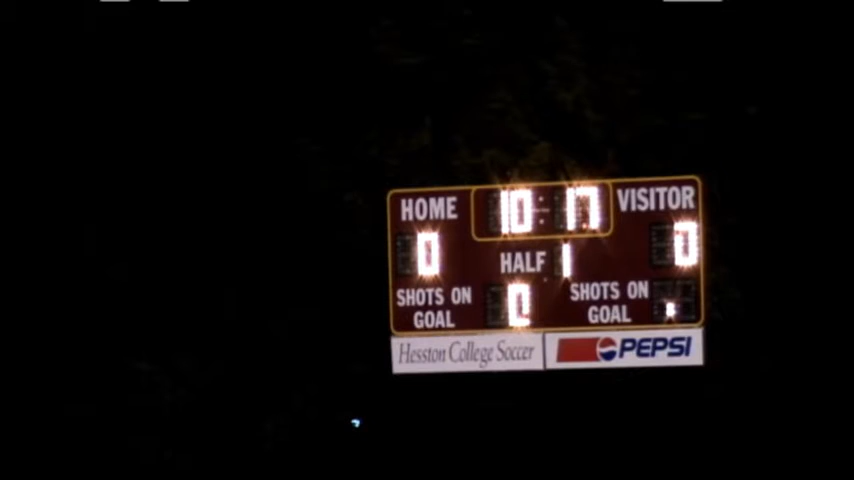 HOME 10:17 VISITOR
0 HALF 1 0
SHOTS ON GOAL 0 SHOTS ON GOAL
Hesston College Soccer PEPSI